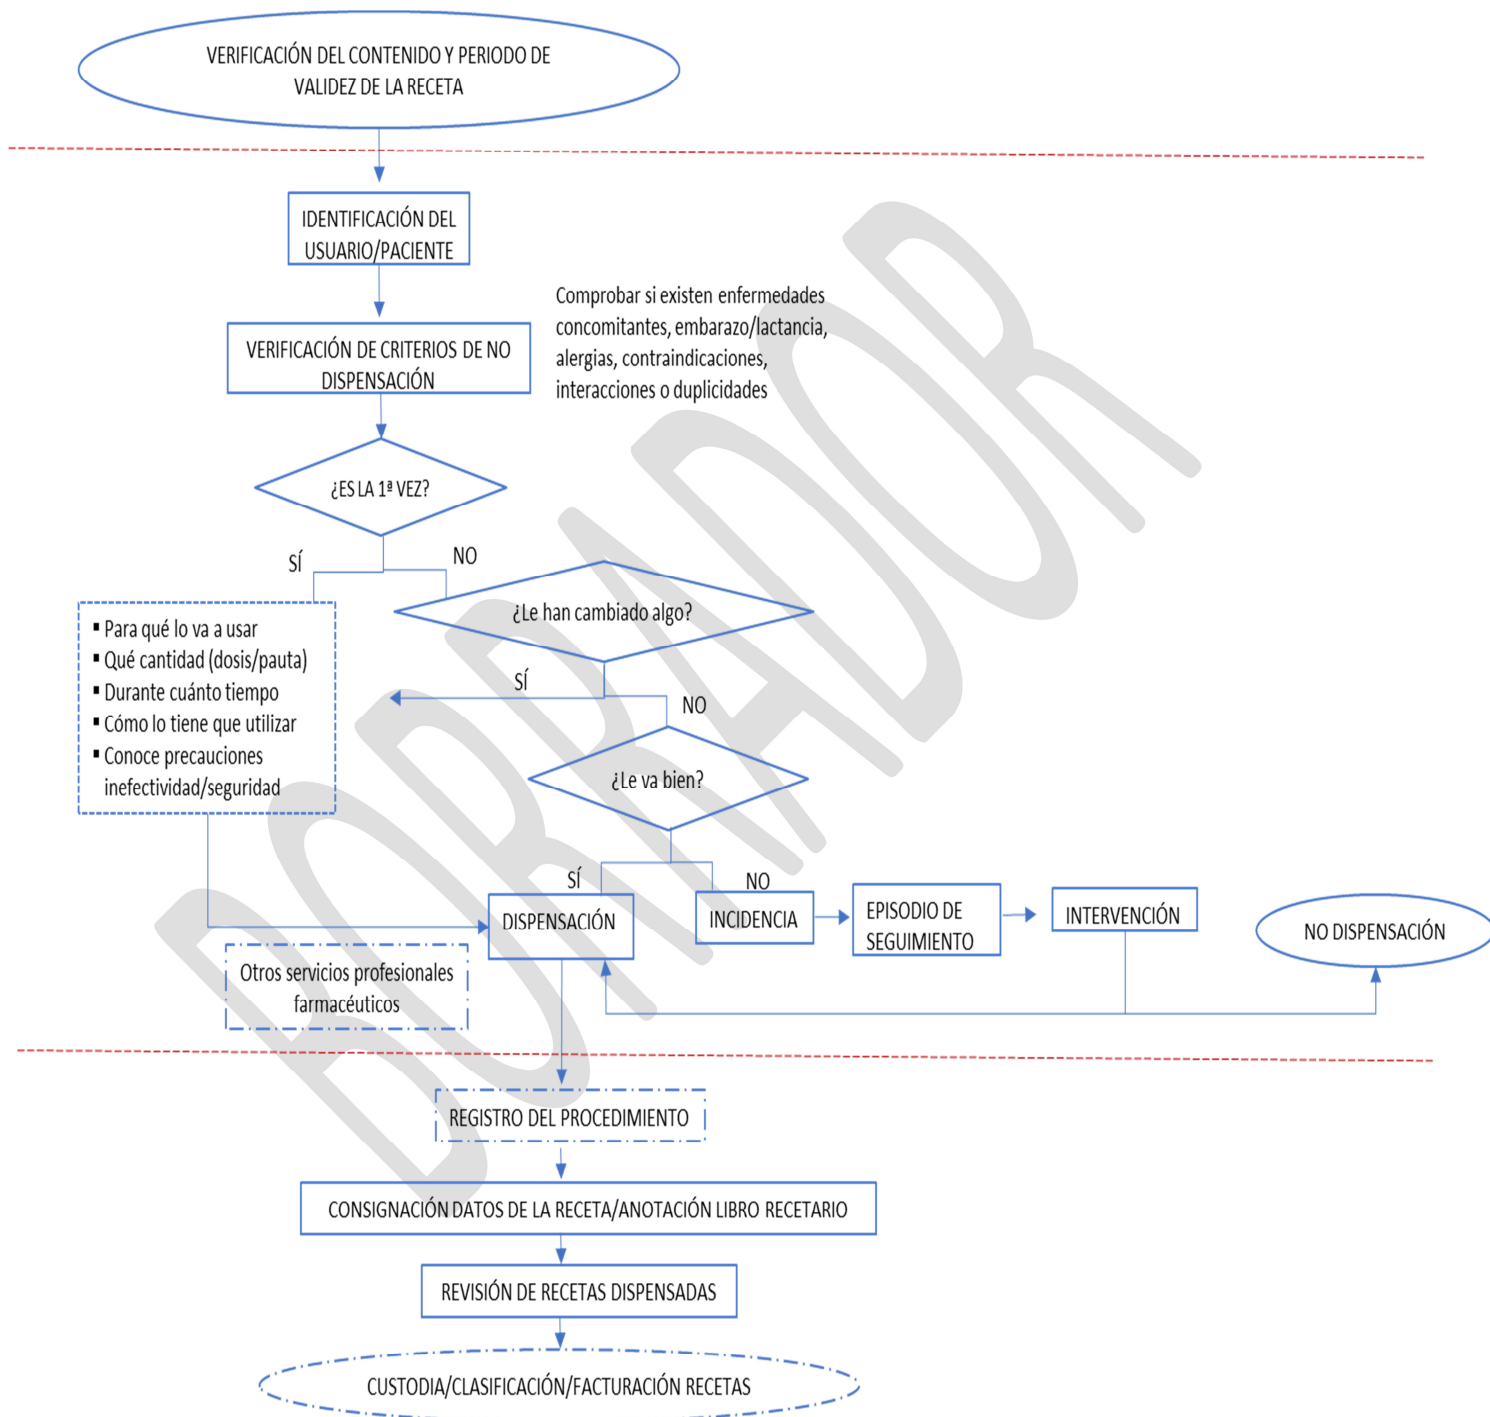 VERIFICACIÓN DEL CONTENIDO Y PERIODO DE
VALIDEZ DE LA RECETA
IDENTIFICACIÓN DEL
USUARIO/PACIENTE
Comprobar si existen enfermedades
concomitantes, embarazo/lactancia,
alergias, contraindicaciones,
interacciones o duplicidades
VERIFICACIÓN DE CRITERIOS DE NO
DISPENSACIÓN
¿ES LA 1ª VEZ?
SÍ
NO
¿Le han cambiado algo?
▪ Para qué lo va a usar
▪ Qué cantidad (dosis/pauta)
▪ Durante cuánto tiempo
▪ Cómo lo tiene que utilizar
▪ Conoce precauciones
inefectividad/seguridad
SÍ
NO
¿Le va bien?
SÍ
NO
DISPENSACIÓN
INCIDENCIA
EPISODIO DE
SEGUIMIENTO
INTERVENCIÓN
NO DISPENSACIÓN
Otros servicios profesionales
farmacéuticos
REGISTRO DEL PROCEDIMIENTO
CONSIGNACIÓN DATOS DE LA RECETA/ANOTACIÓN LIBRO RECETARIO
REVISIÓN DE RECETAS DISPENSADAS
CUSTODIA/CLASIFICACIÓN/FACTURACIÓN RECETAS
BORRADOR